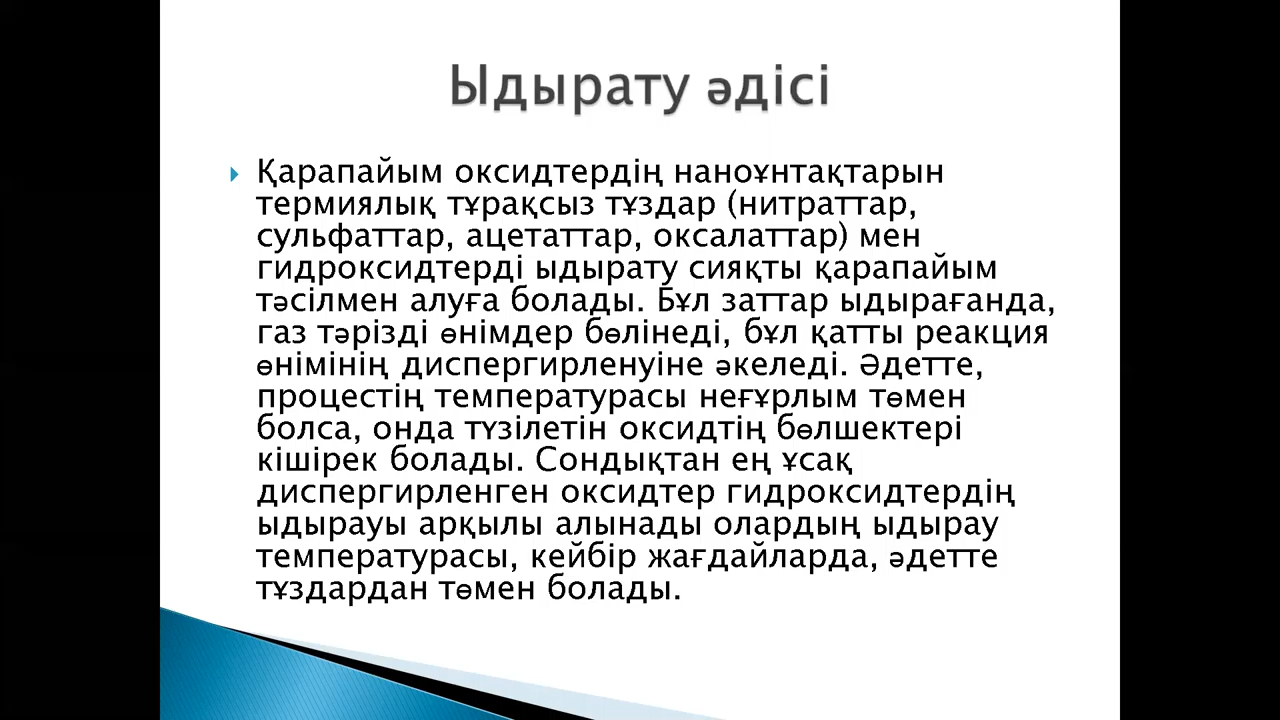 Ыдырату әдісі
Қарапайым оксидтердің наноұнтақтарын
термиялық тұрақсыз тұздар (нитраттар,
сульфаттар, ацетаттар, оксалаттар) мен
гидроксидтерді ыдырату сияқты қарапайым
тәсілмен алуға болады. Бұл заттар ыдырағанда,
газ тәрізді өнімдер бөлінеді, бұл қатты реакция
өнімінің диспергирленуіне әкеледі. Әдетте,
процестің температурасы неғұрлым төмен
болса, онда түзілетін оксидтің бөлшектері
кішірек болады. Сондықтан ең ұсақ
диспергирленген оксидтер гидроксидтердің
ыдырауы арқылы алынады олардың ыдырау
температурасы, кейбір жағдайларда, әдетте
тұздардан төмен болады.